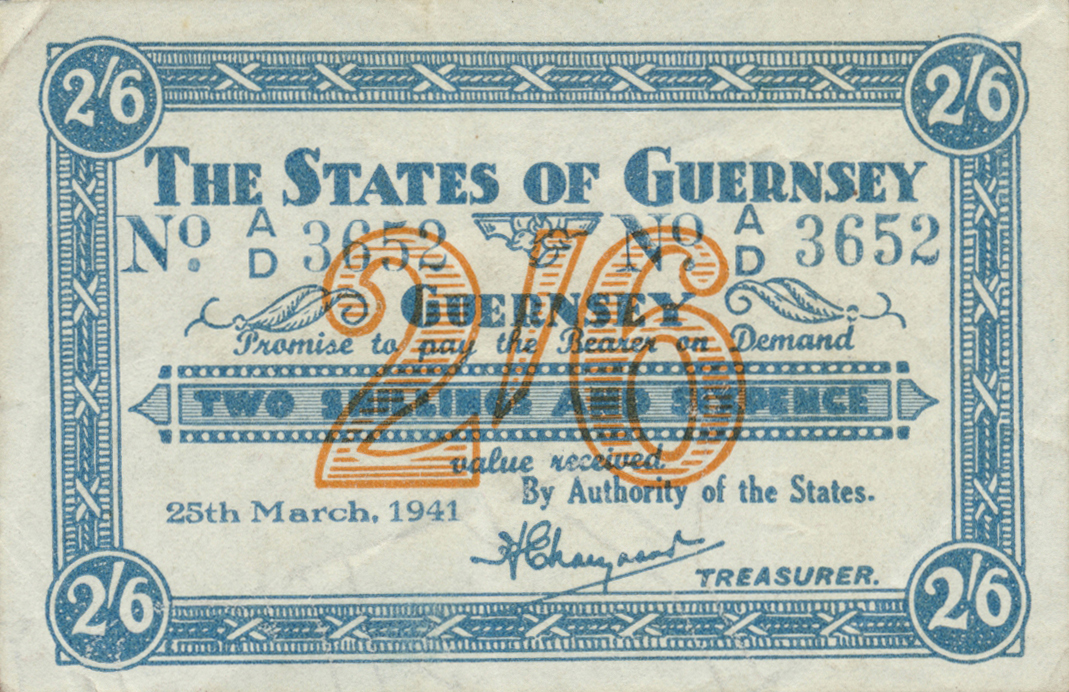 2/6 2/6
THE STATES OF GUERNSEY
No. A/D 3652 No. A/D 3652
2/6
GUERNSEY
Promise to pay the Bearer on Demand
TWO SHILLINGS AND SIXPENCE
value received
By Authority of the States.
25th March, 1941
TREASURER.
2/6 2/6